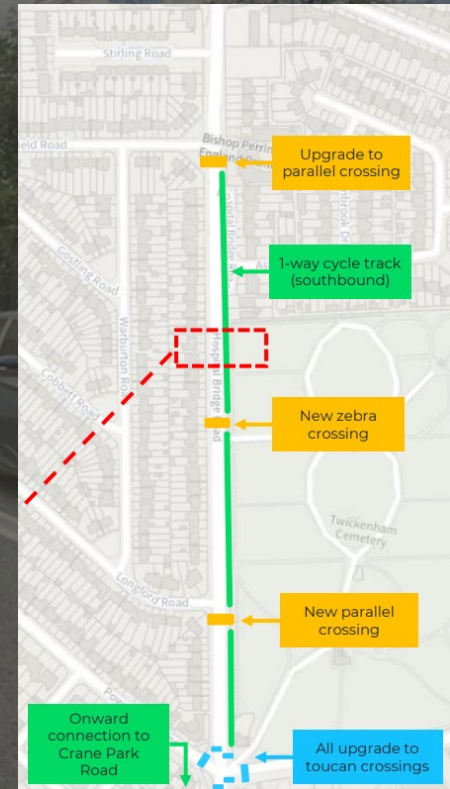 Stirling Road
Bishop Perrin
Upgrade to
parallel crossing
1-way cycle track
(southbound)
Gostling Road
Warburton Road
Hospital Bridge Road
Cobbett Road
New zebra
crossing
Twickenham
Cemetery
Longford Road
New parallel
crossing
Onward
connection to
Crane Park
Road
All upgrade to
toucan crossings